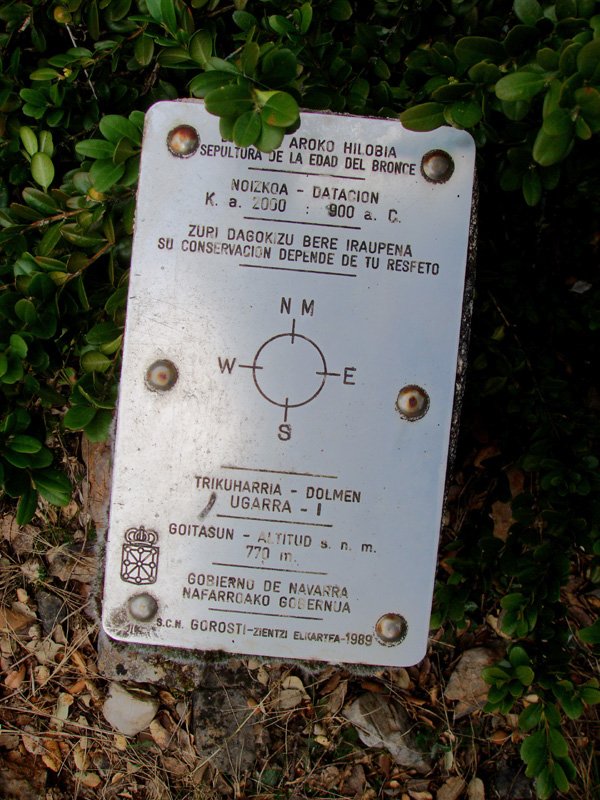 AROKO HILOBIA
SEPULTURA DE LA EDAD DEL BRONCE
NOIZKOA - DATACION
K. a. 2000 : 900 a. C.
ZURI DAGOKIZU BERE IRAUPENA
SU CONSERVACION DEPENDE DE TU RESPETO
N M
W E
S
TRIKUHARRIA - DOLMEN
UGARRA - I
GOITASUN - ALTITUD s. n. m.
770 m.
GOBIERNO DE NAVARRA
NAFARROAKO GOBERNUA
S.C.N. GOROSTI-ZIENTZI ELKARTEA-1989